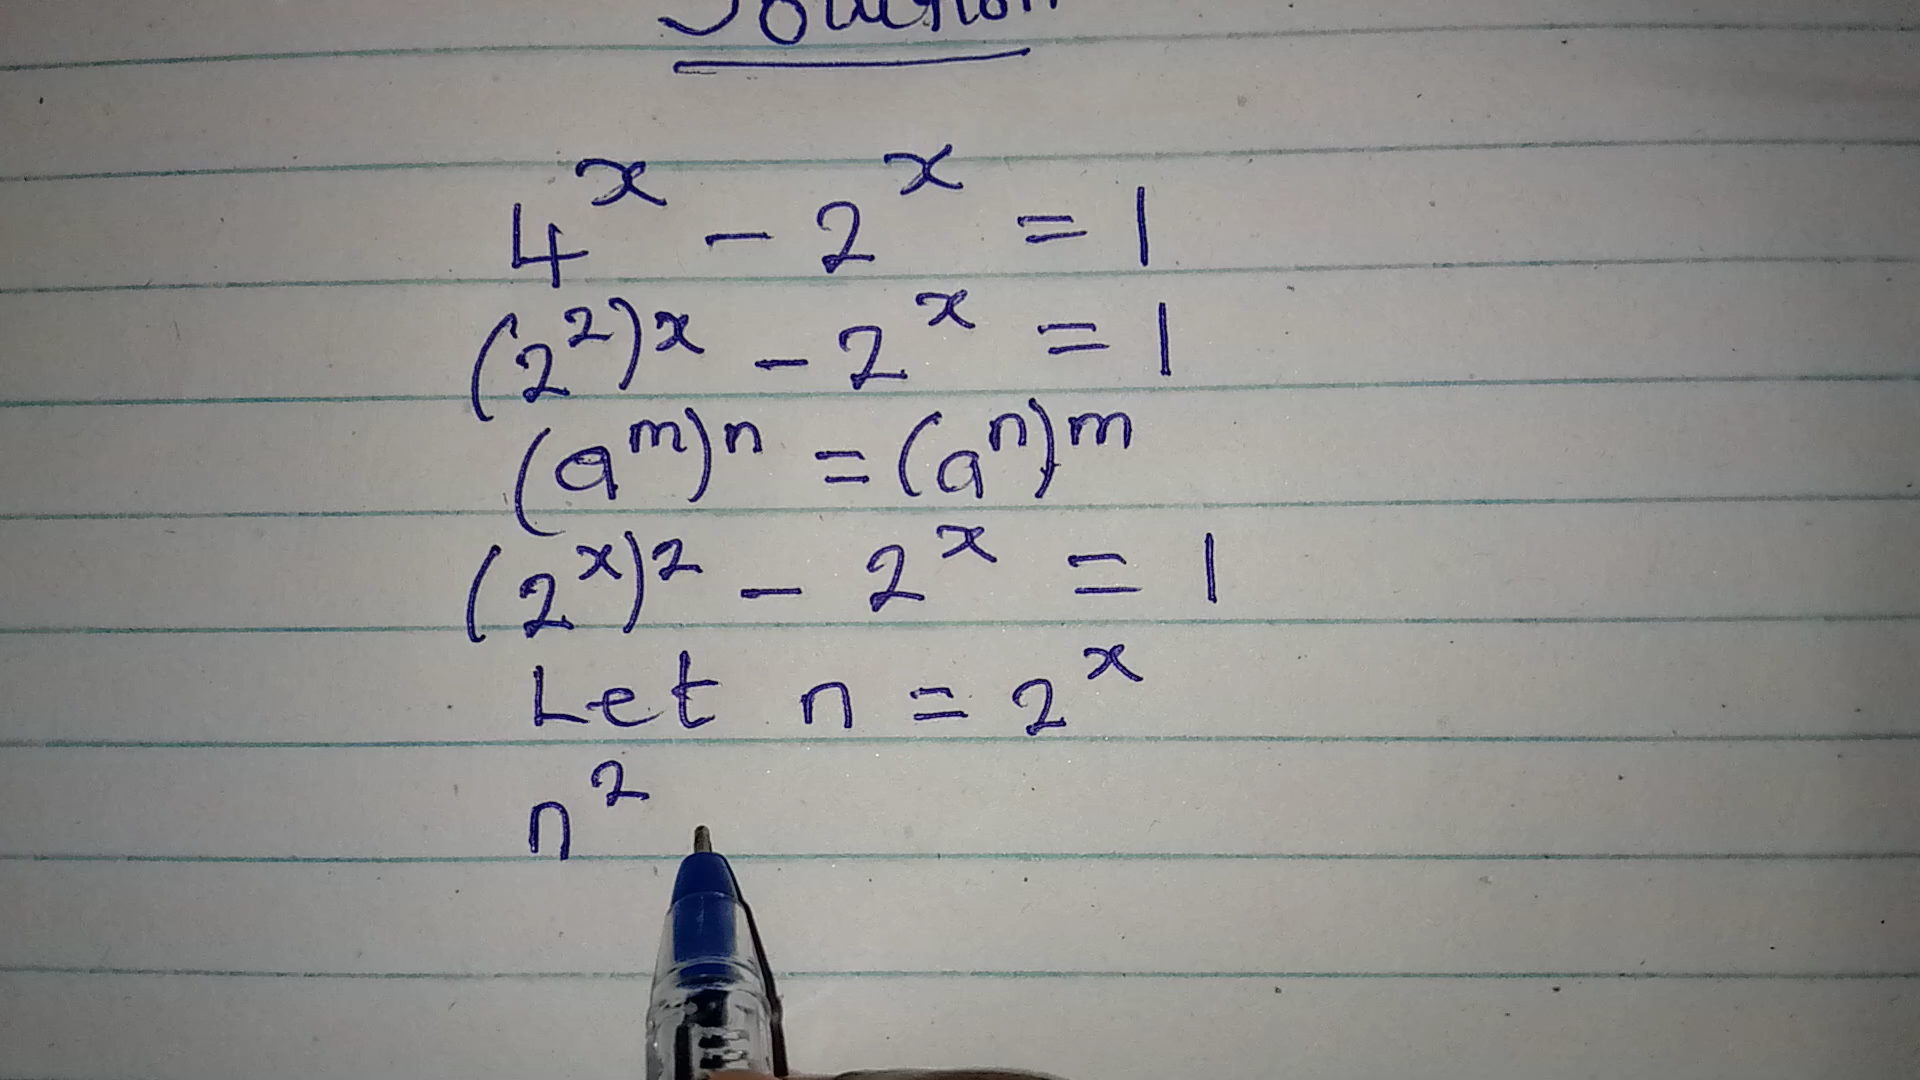 Solution
4^x - 2^x = 1
(2^2)^x - 2^x = 1
(a^m)^n = (a^n)^m
(2^x)^2 - 2^x = 1
Let n = 2^x
n^2